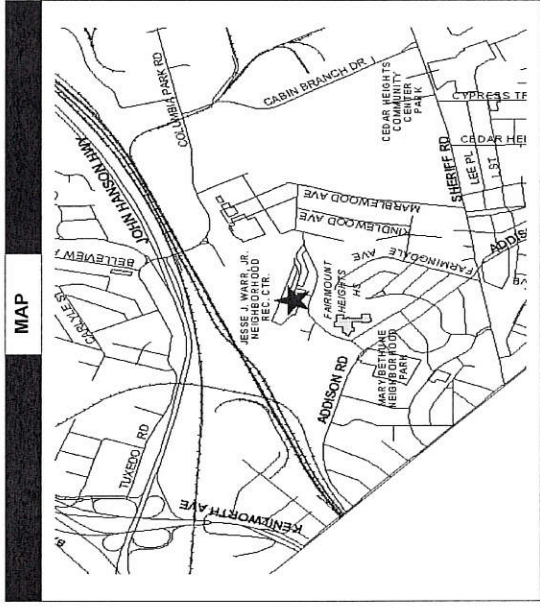 MAP
BELLEVIEW A
CARLYLE S
JOHN HANSON HWY
COLUMBIA PARK RD
TUXEDO RD
CABIN BRANCH DR
KENILWORTH AVE
JESSE J. WARR, JR.
NEIGHBORHOOD
REC. CTR.
CEDAR HEIGHTS
COMMUNITY
CENTER
PARK
KINDLEWOOD AVE
MARBLEWOOD AVE
FARMINGDALE AVE
FAIRMOUNT
HEIGHTS
HS
ADDISON RD
MARY BETHUNE
NEIGHBORHOOD
PARK
SHERIFF RD
CYPRESS TR
CEDAR HEI
LEE PL
L ST
ADDIS